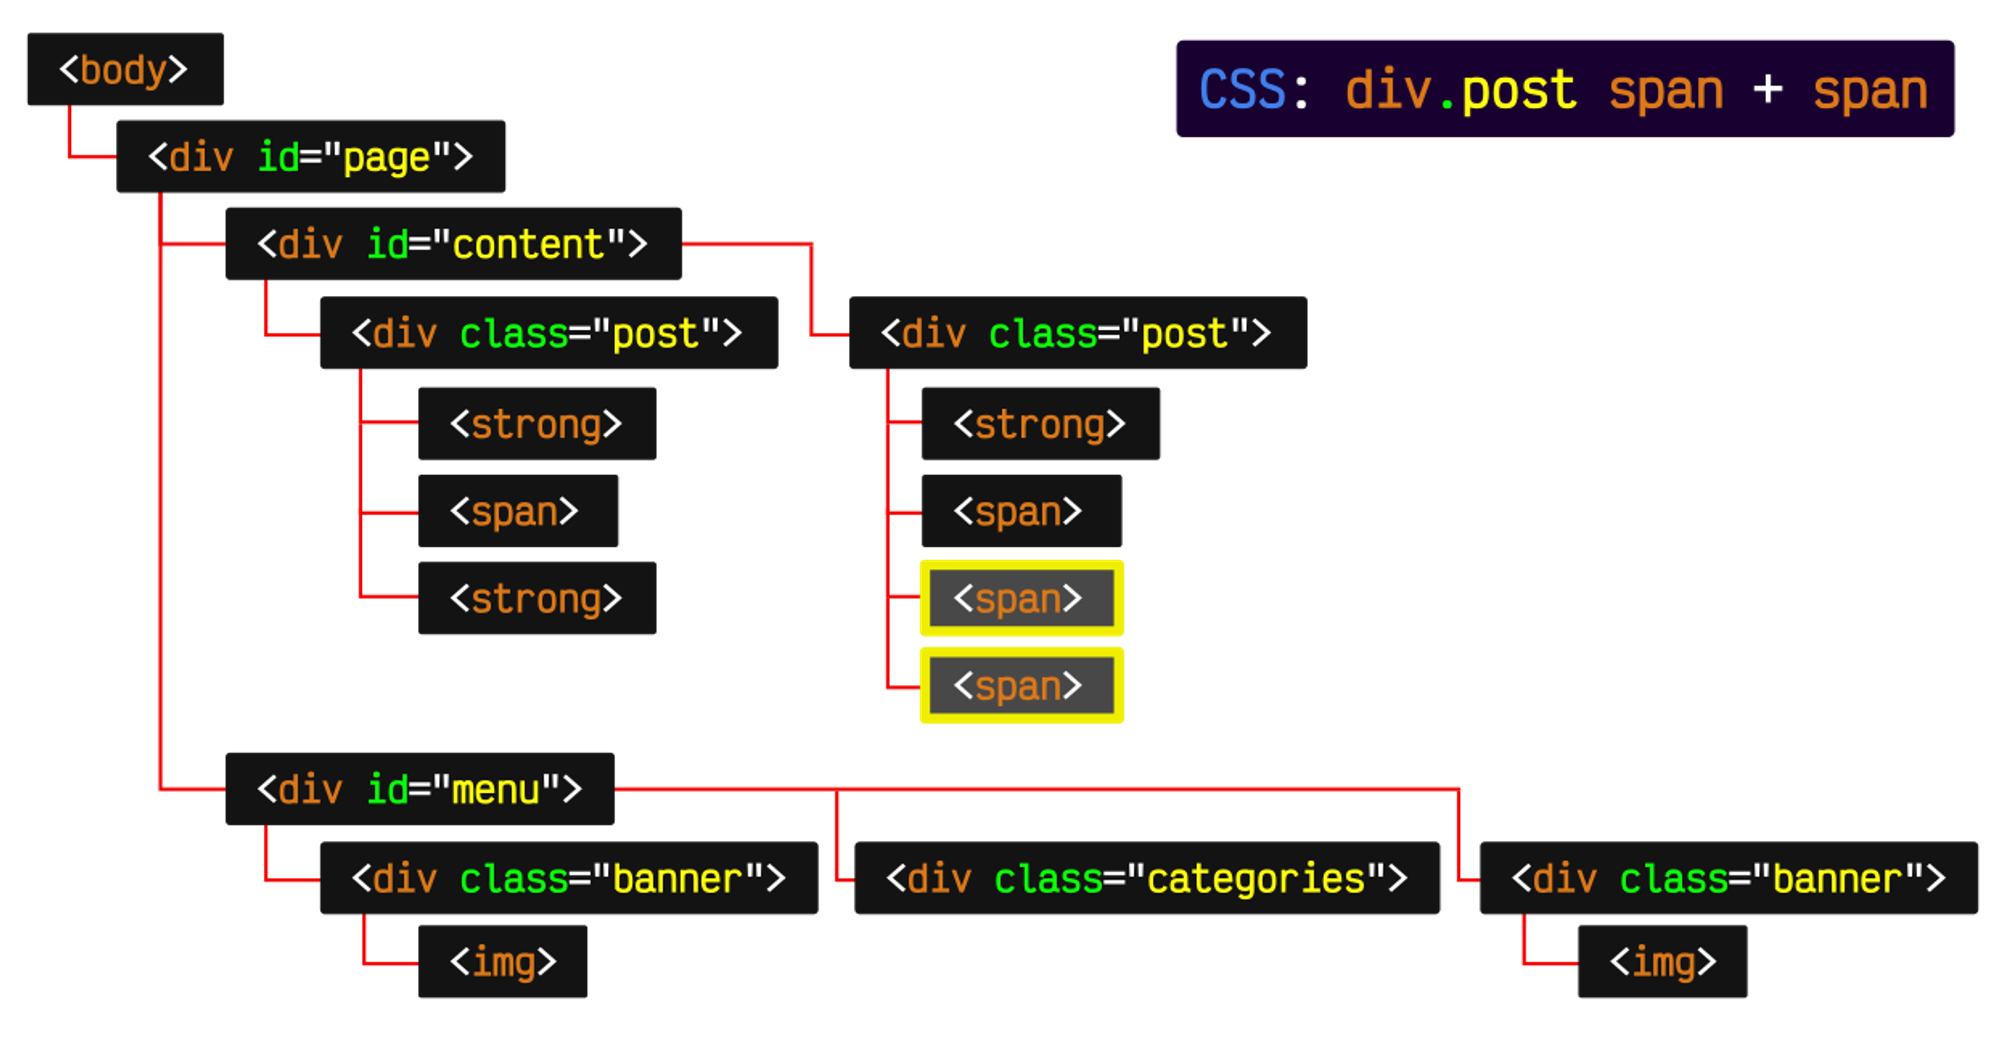 <body>
CSS: div.post span + span
<div id="page">
<div id="content">
<div class="post">
<div class="post">
<strong>
<strong>
<span>
<span>
<strong>
<span>
<span>
<div id="menu">
<div class="banner">
<div class="categories">
<div class="banner">
<img>
<img>